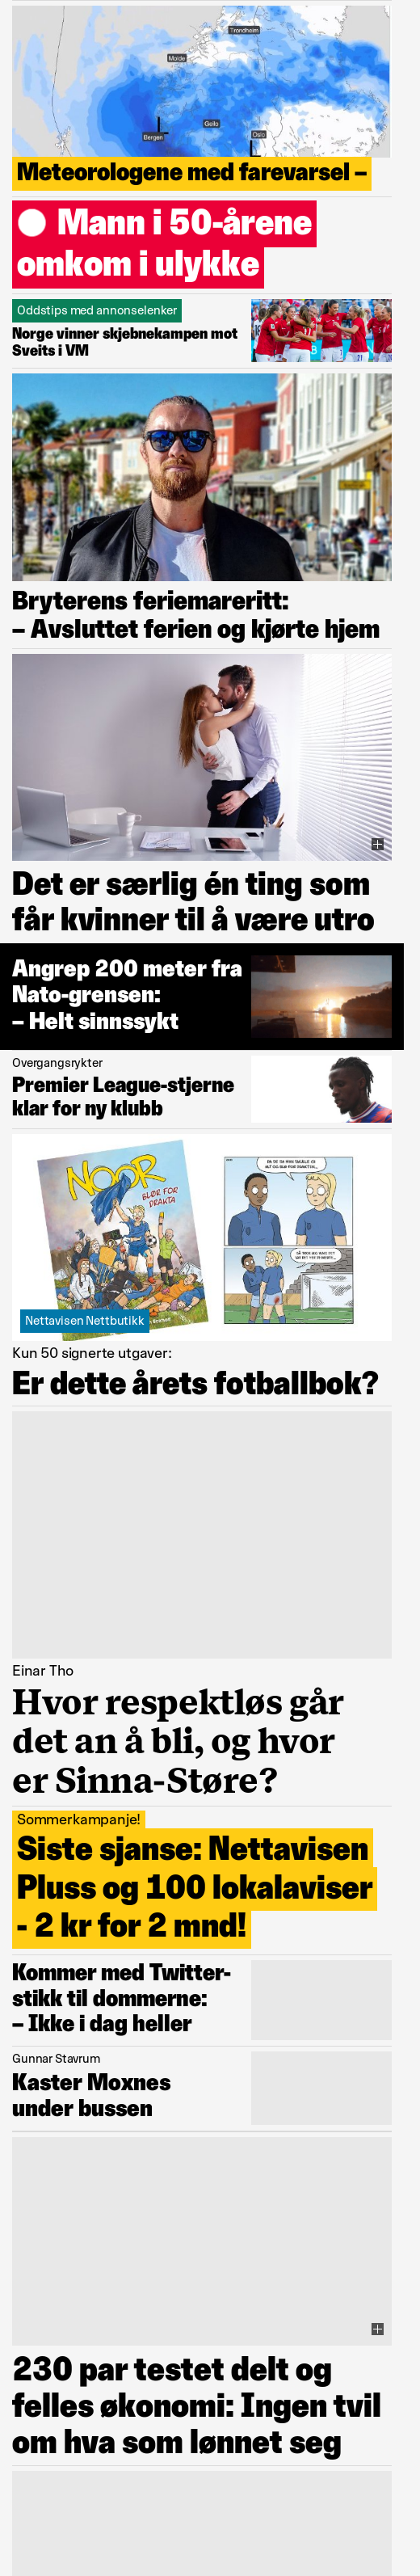 Trondheim
Molde
Geilo
Bergen
Oslo
Meteorologene med farevarsel –
Mann i 50-årene
omkom i ulykke
Oddstips med annonselenker
Norge vinner skjebnekampen mot
Sveits i VM
Bryterens feriemareritt:
– Avsluttet ferien og kjørte hjem
Det er særlig én ting som
får kvinner til å være utro
Angrep 200 meter fra
Nato-grensen:
– Helt sinnssykt
Overgangsrykter
Premier League-stjerne
klar for ny klubb
NOOR
BLØR FOR
DRAKTA
Nettavisen Nettbutikk
Kun 50 signerte utgaver:
Er dette årets fotballbok?
Einar Tho
Hvor respektløs går
det an å bli, og hvor
er Sinna-Støre?
Sommerkampanje!
Siste sjanse: Nettavisen
Pluss og 100 lokalaviser
- 2 kr for 2 mnd!
Kommer med Twitter-
stikk til dommerne:
– Ikke i dag heller
Gunnar Stavrum
Kaster Moxnes
under bussen
230 par testet delt og
felles økonomi: Ingen tvil
om hva som lønnet seg